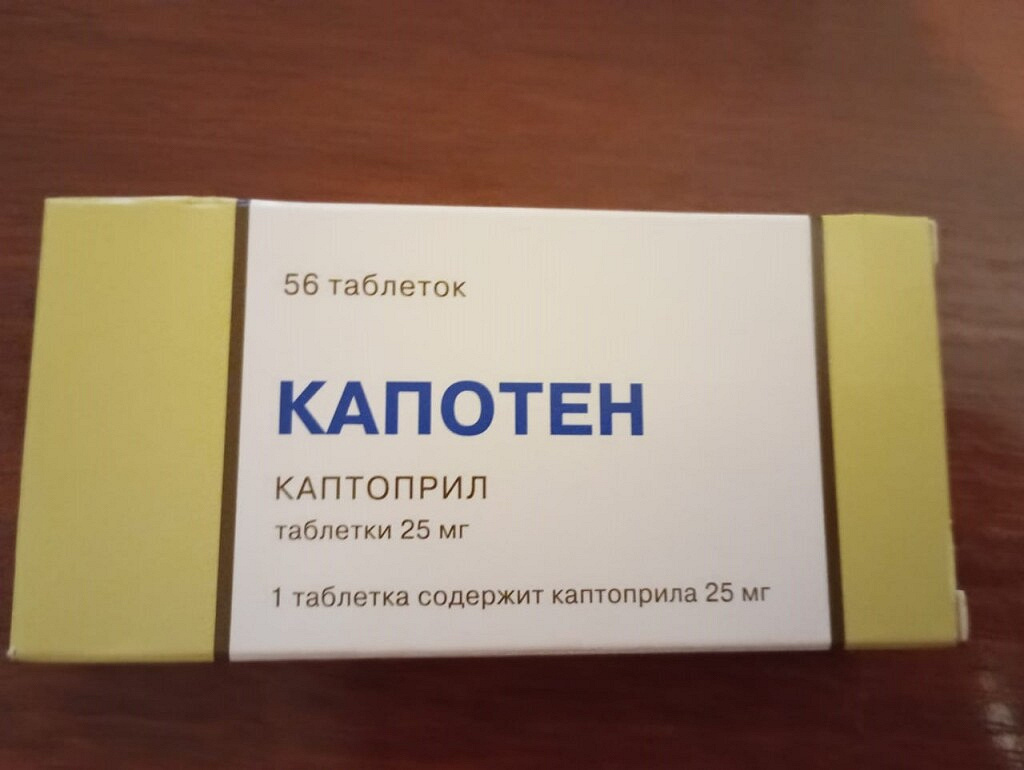 56 таблеток
КАПОТЕН
КАПТОПРИЛ
таблетки 25 мг
1 таблетка содержит каптоприла 25 мг